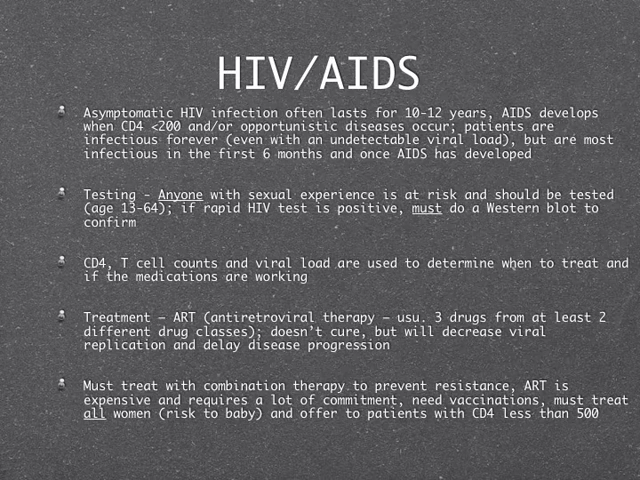 HIV/AIDS
Asymptomatic HIV infection often lasts for 10-12 years, AIDS develops
when CD4 <200 and/or opportunistic diseases occur; patients are
infectious forever (even with an undetectable viral load), but are most
infectious in the first 6 months and once AIDS has developed
Testing - Anyone with sexual experience is at risk and should be tested
(age 13-64); if rapid HIV test is positive, must do a Western blot to
confirm
CD4, T cell counts and viral load are used to determine when to treat and
if the medications are working
Treatment – ART (antiretroviral therapy – usu. 3 drugs from at least 2
different drug classes); doesn’t cure, but will decrease viral
replication and delay disease progression
Must treat with combination therapy to prevent resistance, ART is
expensive and requires a lot of commitment, need vaccinations, must treat
all women (risk to baby) and offer to patients with CD4 less than 500